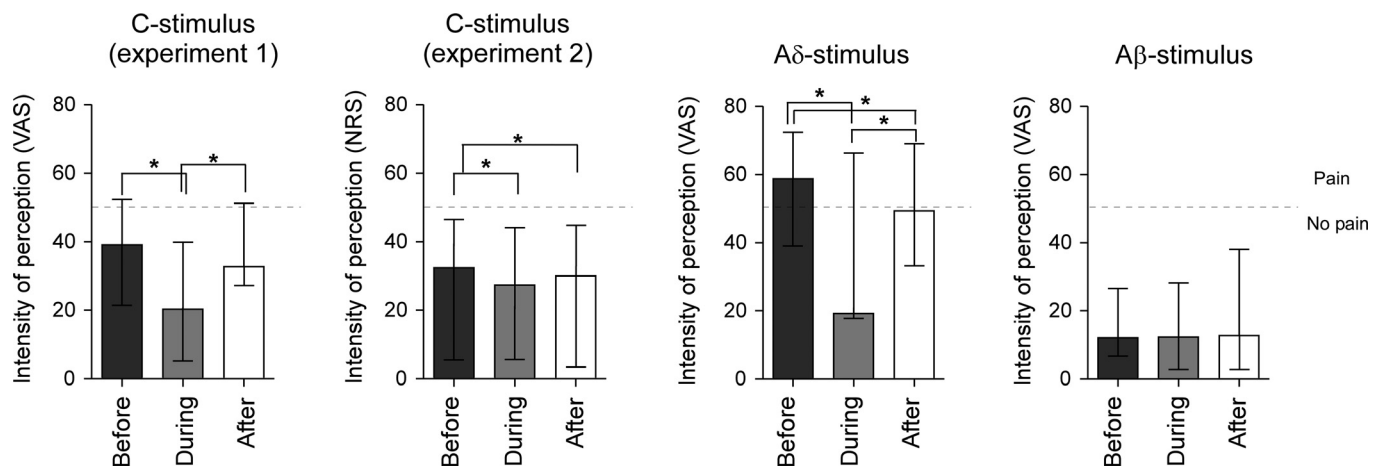 C-stimulus
(experiment 1)
Intensity of perception (VAS)
80
60
40
20
0
*
*
Before
During
After
C-stimulus
(experiment 2)
Intensity of perception (NRS)
80
60
40
20
0
*
*
Before
During
After
Aδ-stimulus
Intensity of perception (VAS)
80
60
40
20
0
*
*
*
Before
During
After
Aβ-stimulus
Intensity of perception (VAS)
80
60
40
20
0
Before
During
After
Pain
No pain